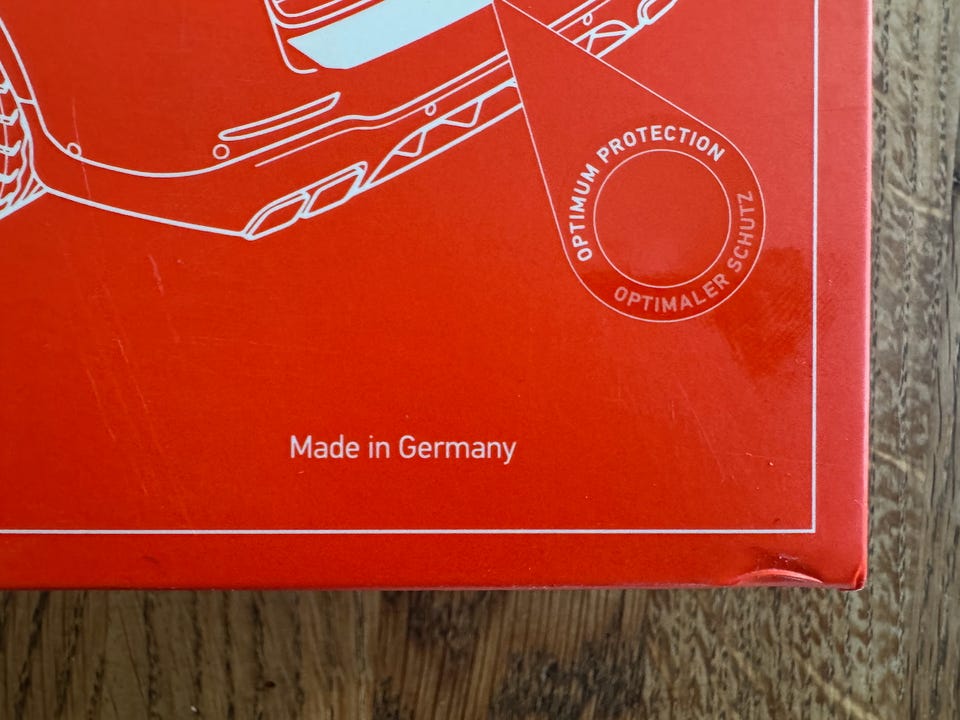 OPTIMUM PROTECTION
OPTIMALER SCHUTZ
Made in Germany